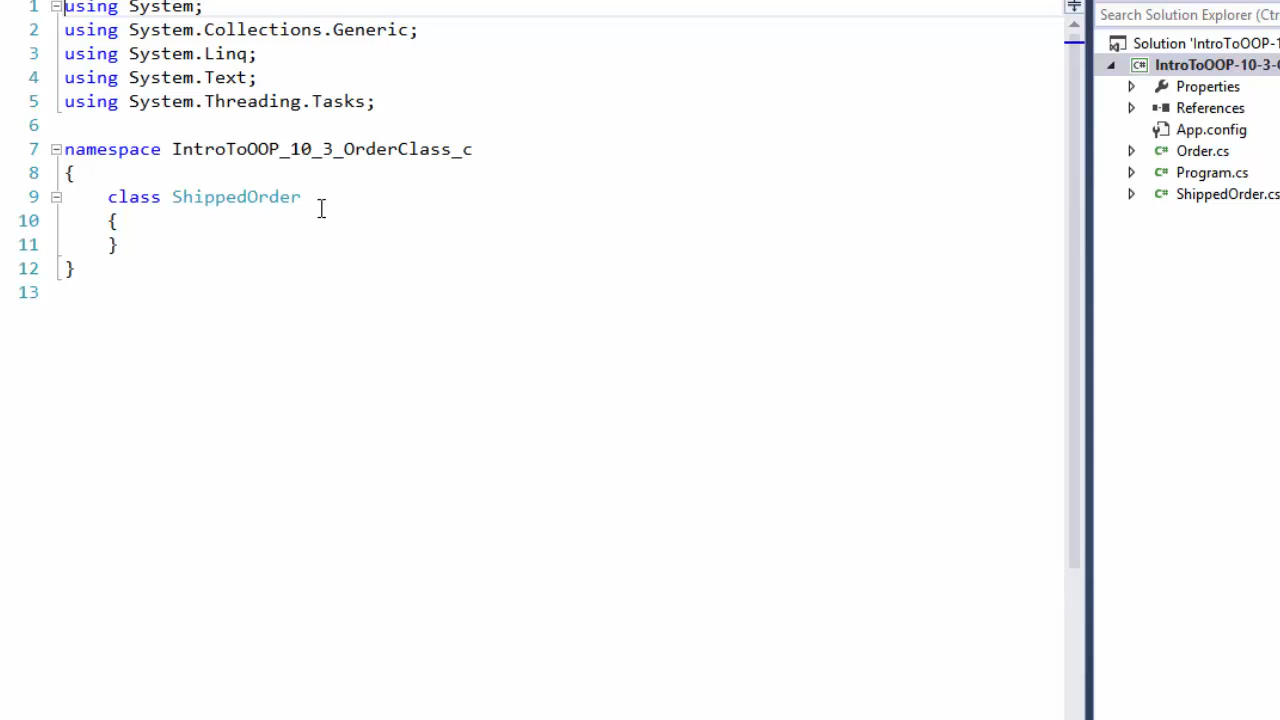 1 using System;
2 using System.Collections.Generic;
3 using System.Linq;
4 using System.Text;
5 using System.Threading.Tasks;
6
7 namespace IntroToOOP_10_3_OrderClass_c
8 {
9 class ShippedOrder
10 {
11 }
12 }
13
Search Solution Explorer (Ctr
Solution 'IntroToOOP-1
C# IntroToOOP-10-3-
Properties
References
App.config
C# Order.cs
C# Program.cs
C# ShippedOrder.cs